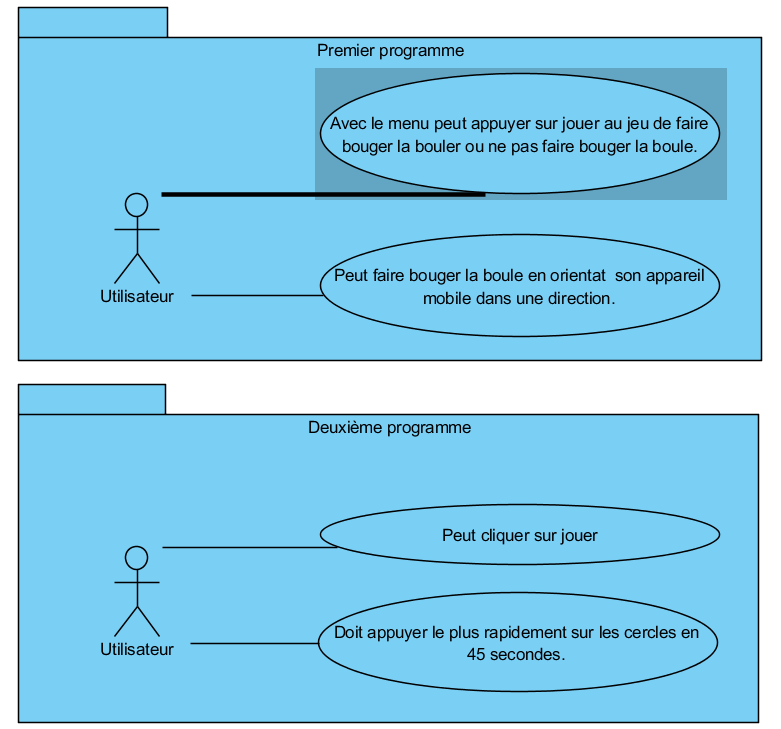 Premier programme
Avec le menu peut appuyer sur jouer au jeu de faire
bouger la bouler ou ne pas faire bouger la boule.
Utilisateur
Peut faire bouger la boule en orientat  son appareil
mobile dans une direction.
Deuxième programme
Peut cliquer sur jouer
Utilisateur
Doit appuyer le plus rapidement sur les cercles en
45 secondes.